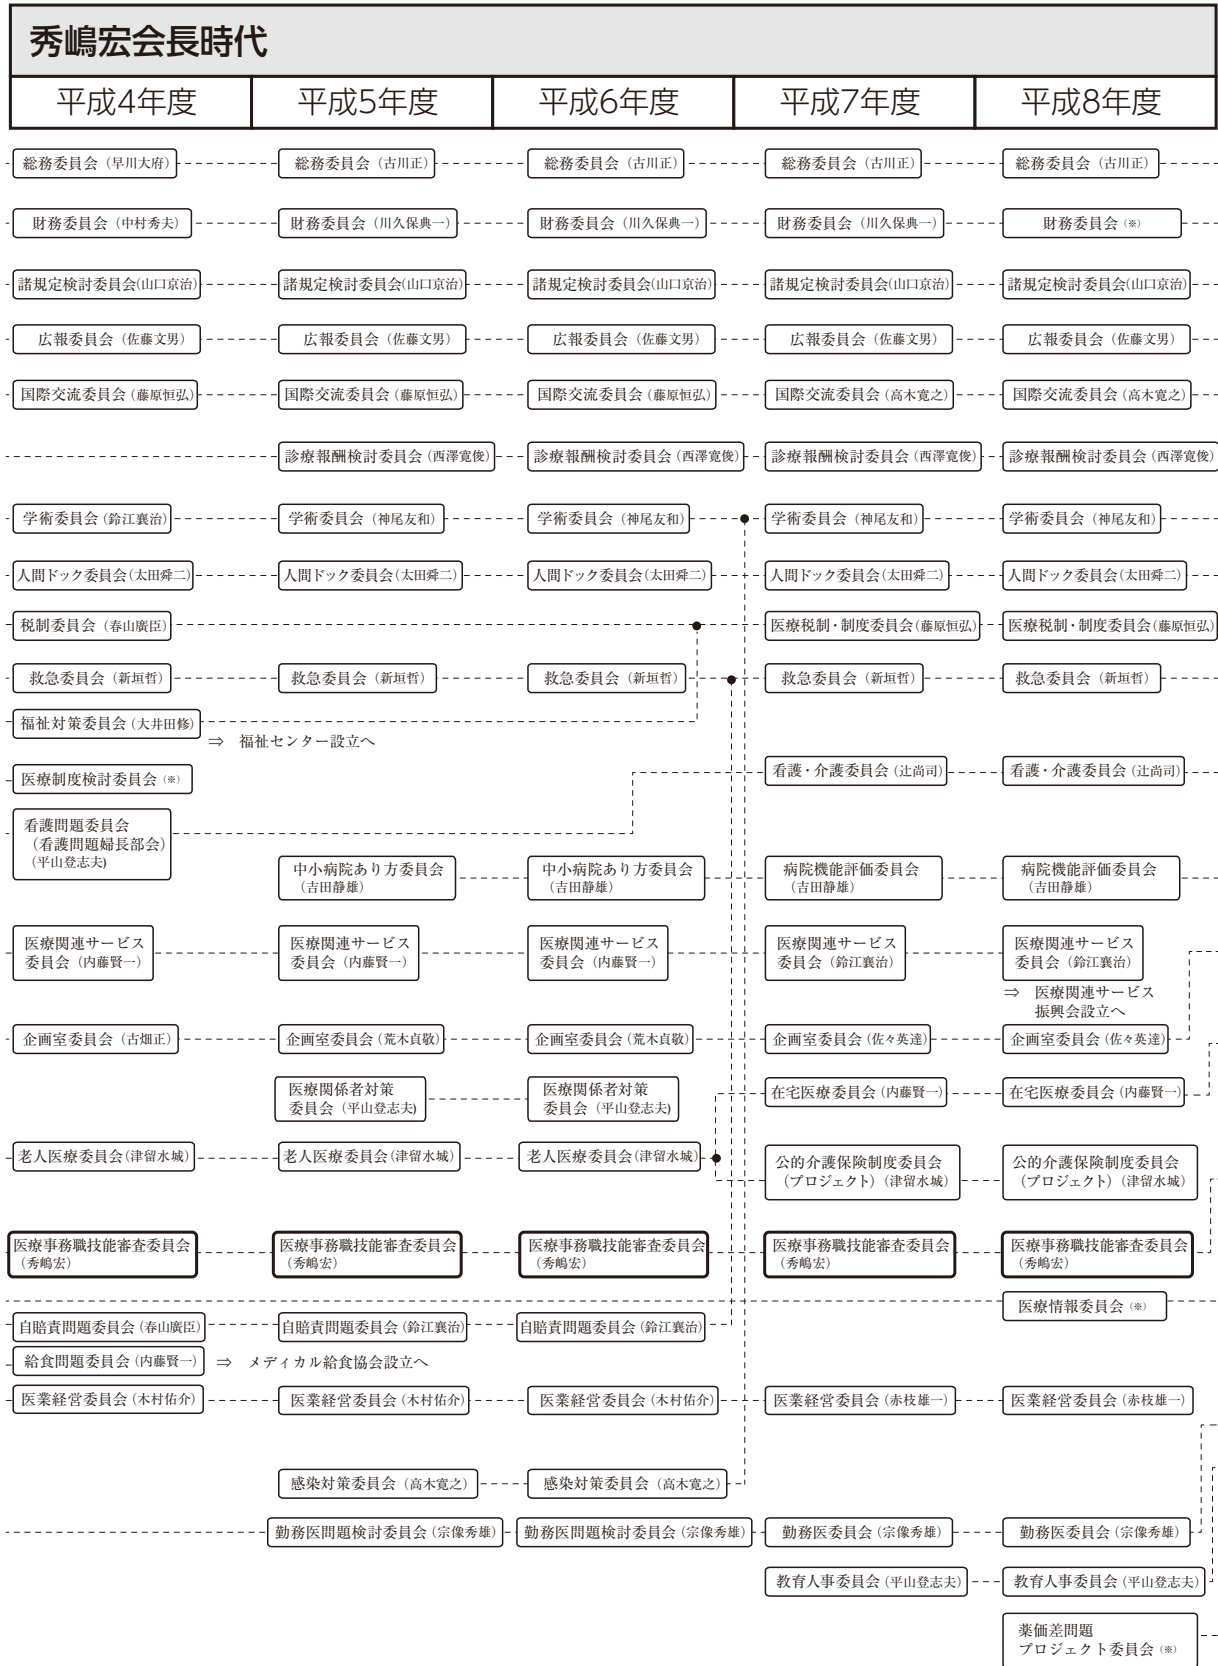 秀嶋宏会長時代
平成4年度 平成5年度 平成6年度 平成7年度 平成8年度
総務委員会（早川大府） 総務委員会（古川正） 総務委員会（古川正） 総務委員会（古川正） 総務委員会（古川正）
財務委員会（中村秀夫） 財務委員会（川久保典一） 財務委員会（川久保典一） 財務委員会（川久保典一） 財務委員会（※）
諸規定検討委員会（山口京治） 諸規定検討委員会（山口京治） 諸規定検討委員会（山口京治） 諸規定検討委員会（山口京治） 諸規定検討委員会（山口京治）
広報委員会（佐藤文男） 広報委員会（佐藤文男） 広報委員会（佐藤文男） 広報委員会（佐藤文男） 広報委員会（佐藤文男）
国際交流委員会（藤原恒弘） 国際交流委員会（藤原恒弘） 国際交流委員会（藤原恒弘） 国際交流委員会（高木寛之） 国際交流委員会（高木寛之）
診療報酬検討委員会（西澤寛俊） 診療報酬検討委員会（西澤寛俊） 診療報酬検討委員会（西澤寛俊） 診療報酬検討委員会（西澤寛俊）
学術委員会（鈴江襄治） 学術委員会（神尾友和） 学術委員会（神尾友和） 学術委員会（神尾友和） 学術委員会（神尾友和）
人間ドック委員会（太田舜二） 人間ドック委員会（太田舜二） 人間ドック委員会（太田舜二） 人間ドック委員会（太田舜二） 人間ドック委員会（太田舜二）
税制委員会（春山廣臣） 医療税制・制度委員会（藤原恒弘） 医療税制・制度委員会（藤原恒弘）
救急委員会（新垣哲） 救急委員会（新垣哲） 救急委員会（新垣哲） 救急委員会（新垣哲） 救急委員会（新垣哲）
福祉対策委員会（大井田修）
⇒ 福祉センター設立へ
医療制度検討委員会（※） 看護・介護委員会（辻尚司） 看護・介護委員会（辻尚司）
看護問題委員会
（看護問題婦長部会）
（平山登志夫）
中小病院あり方委員会 中小病院あり方委員会 病院機能評価委員会 病院機能評価委員会
（吉田静雄） （吉田静雄） （吉田静雄） （吉田静雄）
医療関連サービス 医療関連サービス 医療関連サービス 医療関連サービス 医療関連サービス
委員会（内藤賢一） 委員会（内藤賢一） 委員会（内藤賢一） 委員会（鈴江襄治） 委員会（鈴江襄治）
⇒ 医療関連サービス
振興会設立へ
企画室委員会（古畑正） 企画室委員会（荒木貞敬） 企画室委員会（荒木貞敬） 企画室委員会（佐々英達） 企画室委員会（佐々英達）
医療関係者対策 医療関係者対策 在宅医療委員会（内藤賢一） 在宅医療委員会（内藤賢一）
委員会（平山登志夫） 委員会（平山登志夫）
老人医療委員会（津留水城） 老人医療委員会（津留水城） 老人医療委員会（津留水城） 公的介護保険制度委員会 公的介護保険制度委員会
（プロジェクト）（津留水城） （プロジェクト）（津留水城）
医療事務職技能審査委員会 医療事務職技能審査委員会 医療事務職技能審査委員会 医療事務職技能審査委員会 医療事務職技能審査委員会
（秀嶋宏） （秀嶋宏） （秀嶋宏） （秀嶋宏） （秀嶋宏）
医療情報委員会（※）
自賠責問題委員会（春山廣臣） 自賠責問題委員会（鈴江襄治） 自賠責問題委員会（鈴江襄治）
給食問題委員会（内藤賢一） ⇒ メディカル給食協会設立へ
医業経営委員会（木村佑介） 医業経営委員会（木村佑介） 医業経営委員会（木村佑介） 医業経営委員会（赤枝雄一） 医業経営委員会（赤枝雄一）
感染対策委員会（高木寛之） 感染対策委員会（高木寛之）
勤務医問題検討委員会（宗像秀雄） 勤務医問題検討委員会（宗像秀雄） 勤務医委員会（宗像秀雄） 勤務医委員会（宗像秀雄）
教育人事委員会（平山登志夫） 教育人事委員会（平山登志夫）
薬価差問題
プロジェクト委員会（※）